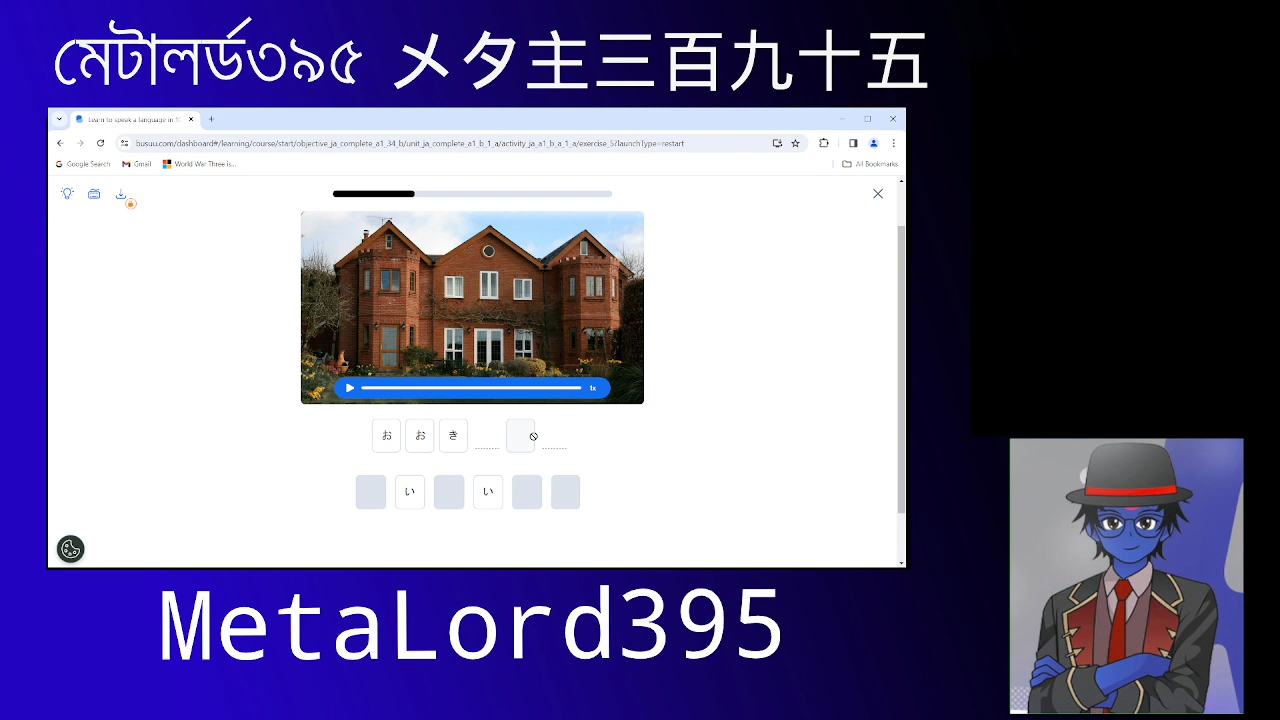 মেটালর্ড৩৯৫ メタ主三百九十五
Learn to speak a language in 10
busuu.com/dashboard#/learning/course/start/objective_ja_complete_a1_34_b/unit_ja_complete_a1_b_1_a/activity_ja_a1_b_a_1_a/exercise_5?launchType=restart
Google Search Gmail World War Three is... All Bookmarks
1x
お お き
い い
MetaLord395